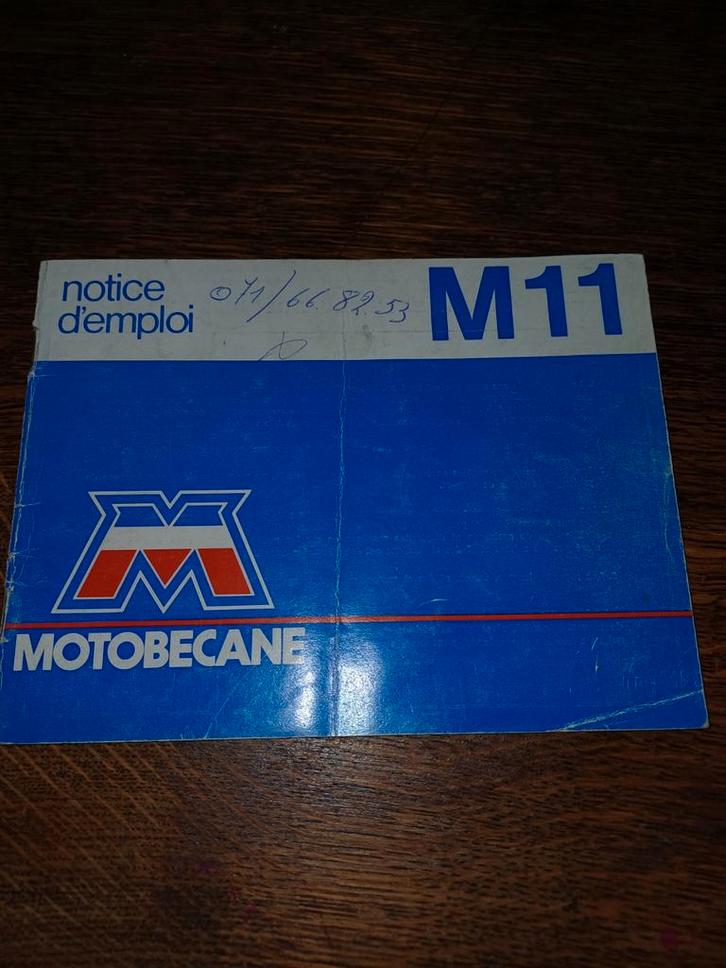 notice
d'emploi
071/66.82.53
M11
MOTOBECANE